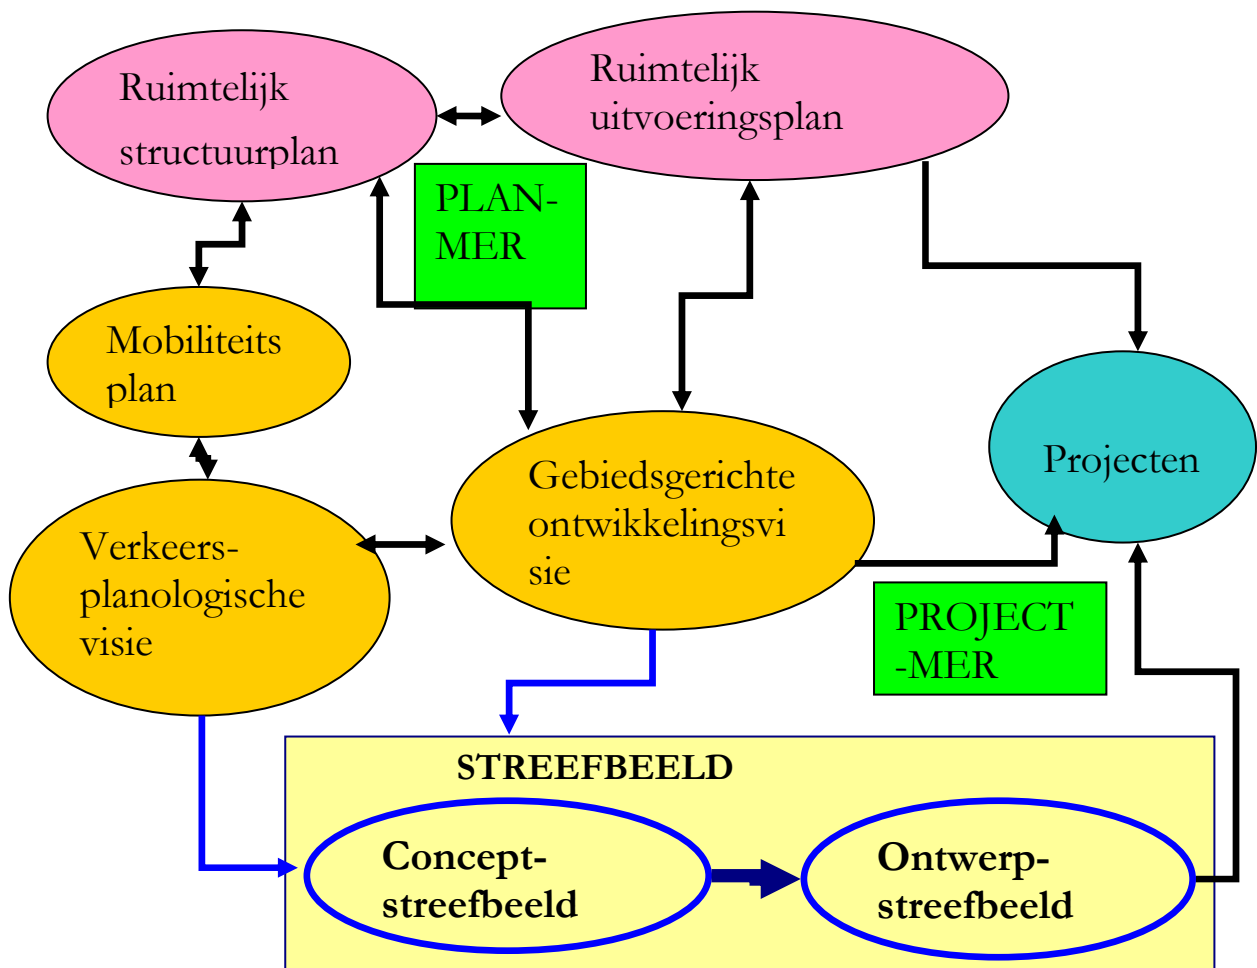 Ruimtelijk
structuurplan
Ruimtelijk
uitvoeringsplan
PLAN-
MER
Mobiliteits
plan
Projecten
Gebiedsgerichte
ontwikkelingsvi
sie
Verkeers-
planologische
visie
PROJECT
-MER
STREEFBEELD
Concept-
streefbeeld
Ontwerp-
streefbeeld